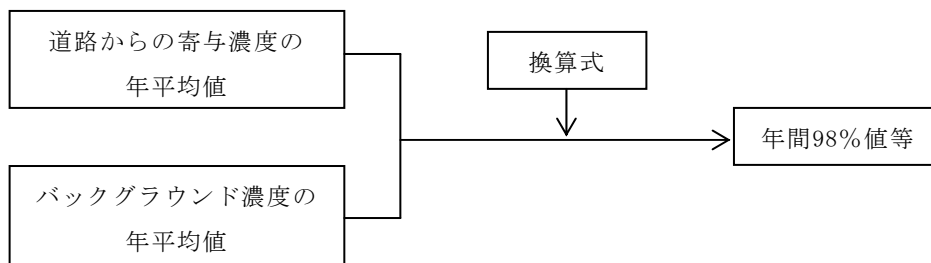 道路からの寄与濃度の
年平均値
換算式
年間98％値等
バックグラウンド濃度の
年平均値